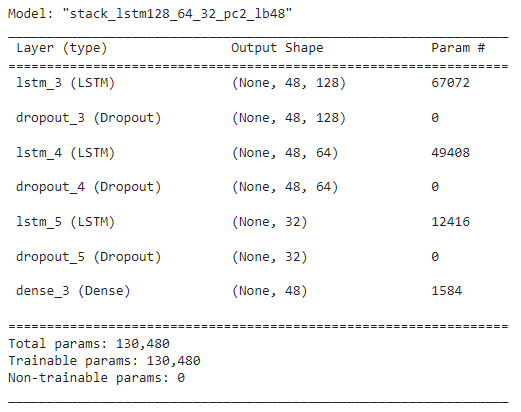 Model: "stack_lstm128_64_32_pc2_lb48"
_________________________________________________________________
Layer (type) Output Shape Param #
=================================================================
lstm_3 (LSTM) (None, 48, 128) 67072
dropout_3 (Dropout) (None, 48, 128) 0
lstm_4 (LSTM) (None, 48, 64) 49408
dropout_4 (Dropout) (None, 48, 64) 0
lstm_5 (LSTM) (None, 32) 12416
dropout_5 (Dropout) (None, 32) 0
dense_3 (Dense) (None, 48) 1584
=================================================================
Total params: 130,480
Trainable params: 130,480
Non-trainable params: 0
_________________________________________________________________